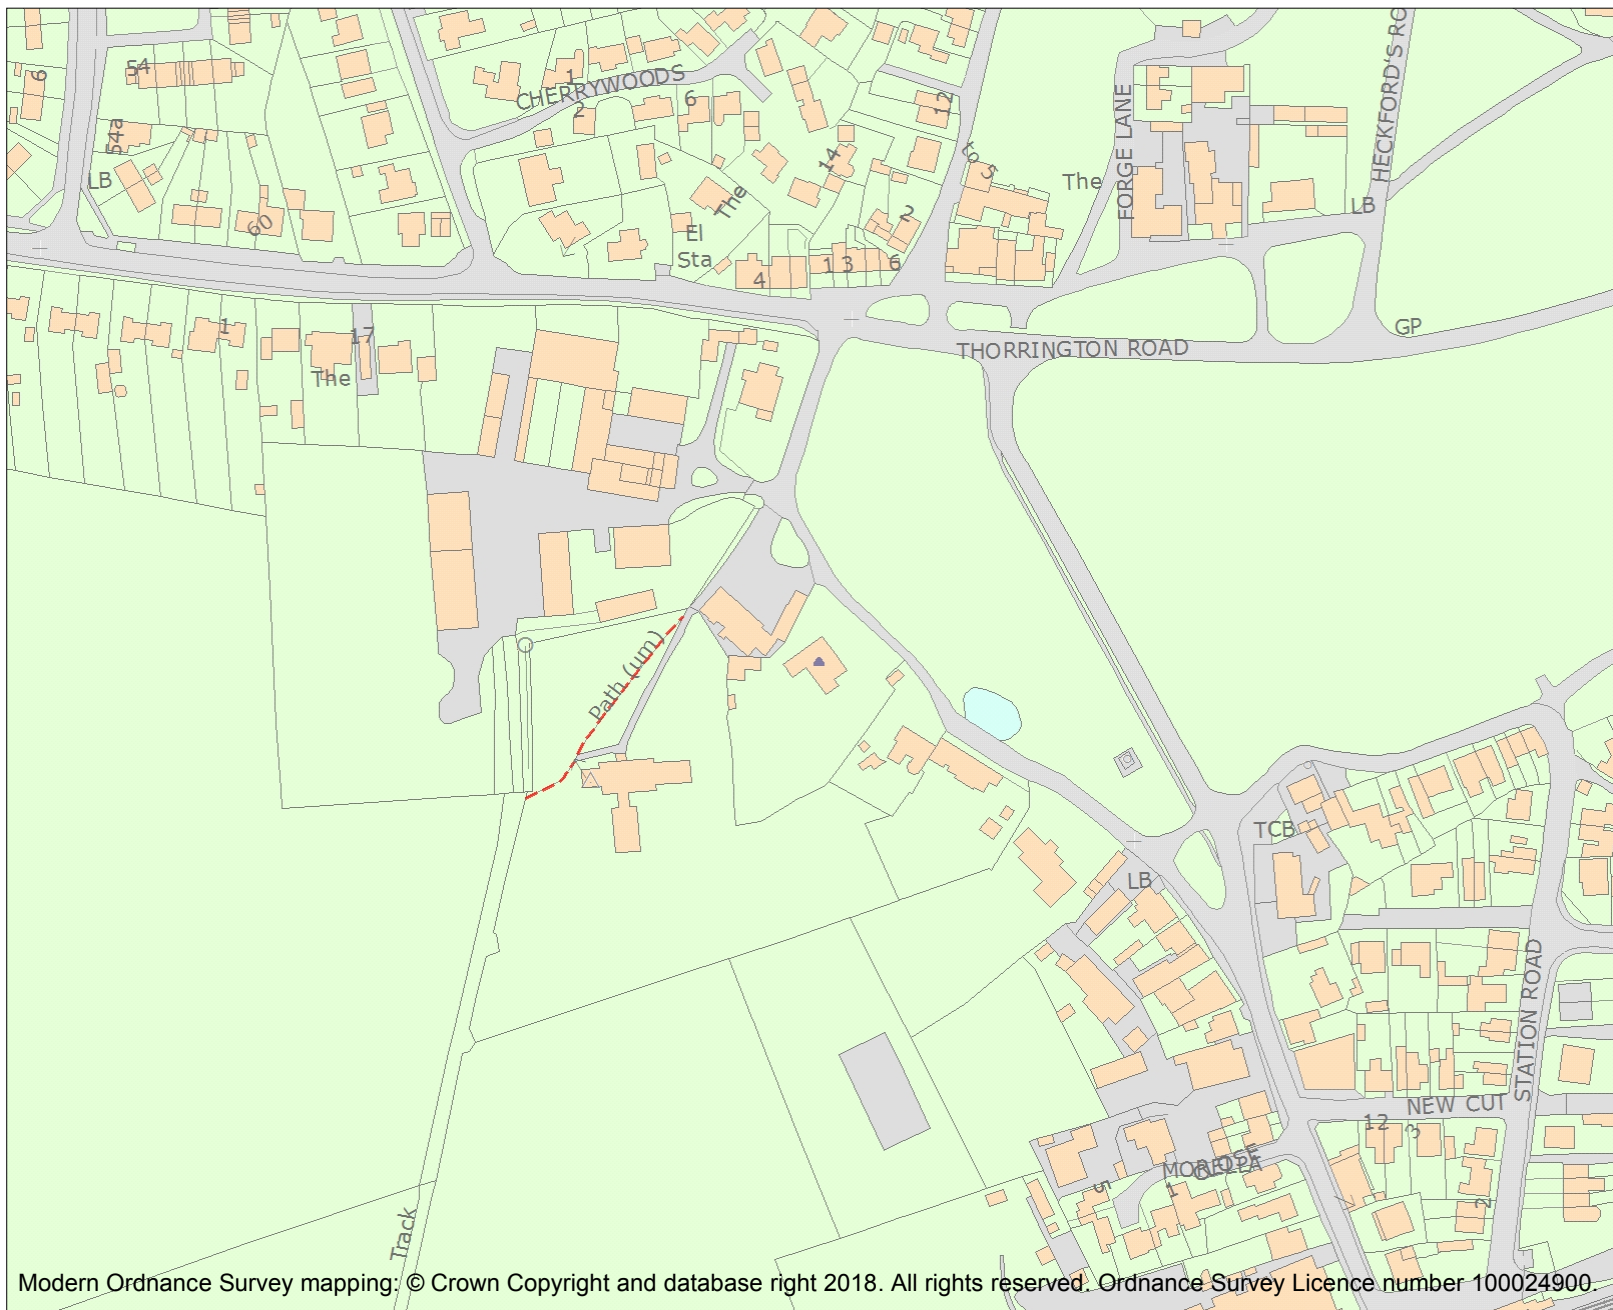 6
54
54a
LB
60
1
CHERRYWOODS
2
6
14
The
El
Sta
2
4
1 3
6
12
to 5
The
FORGE LANE
HECKFORD'S RO
LB
GP
THORRINGTON ROAD
1
17
The
Path (um)
TCB
LB
STATION ROAD
NEW CUT
12
3
MORELLA
CLOSE
5
1
2
Track
Modern Ordnance Survey mapping: © Crown Copyright and database right 2018. All rights reserved. Ordnance Survey Licence number 100024900.